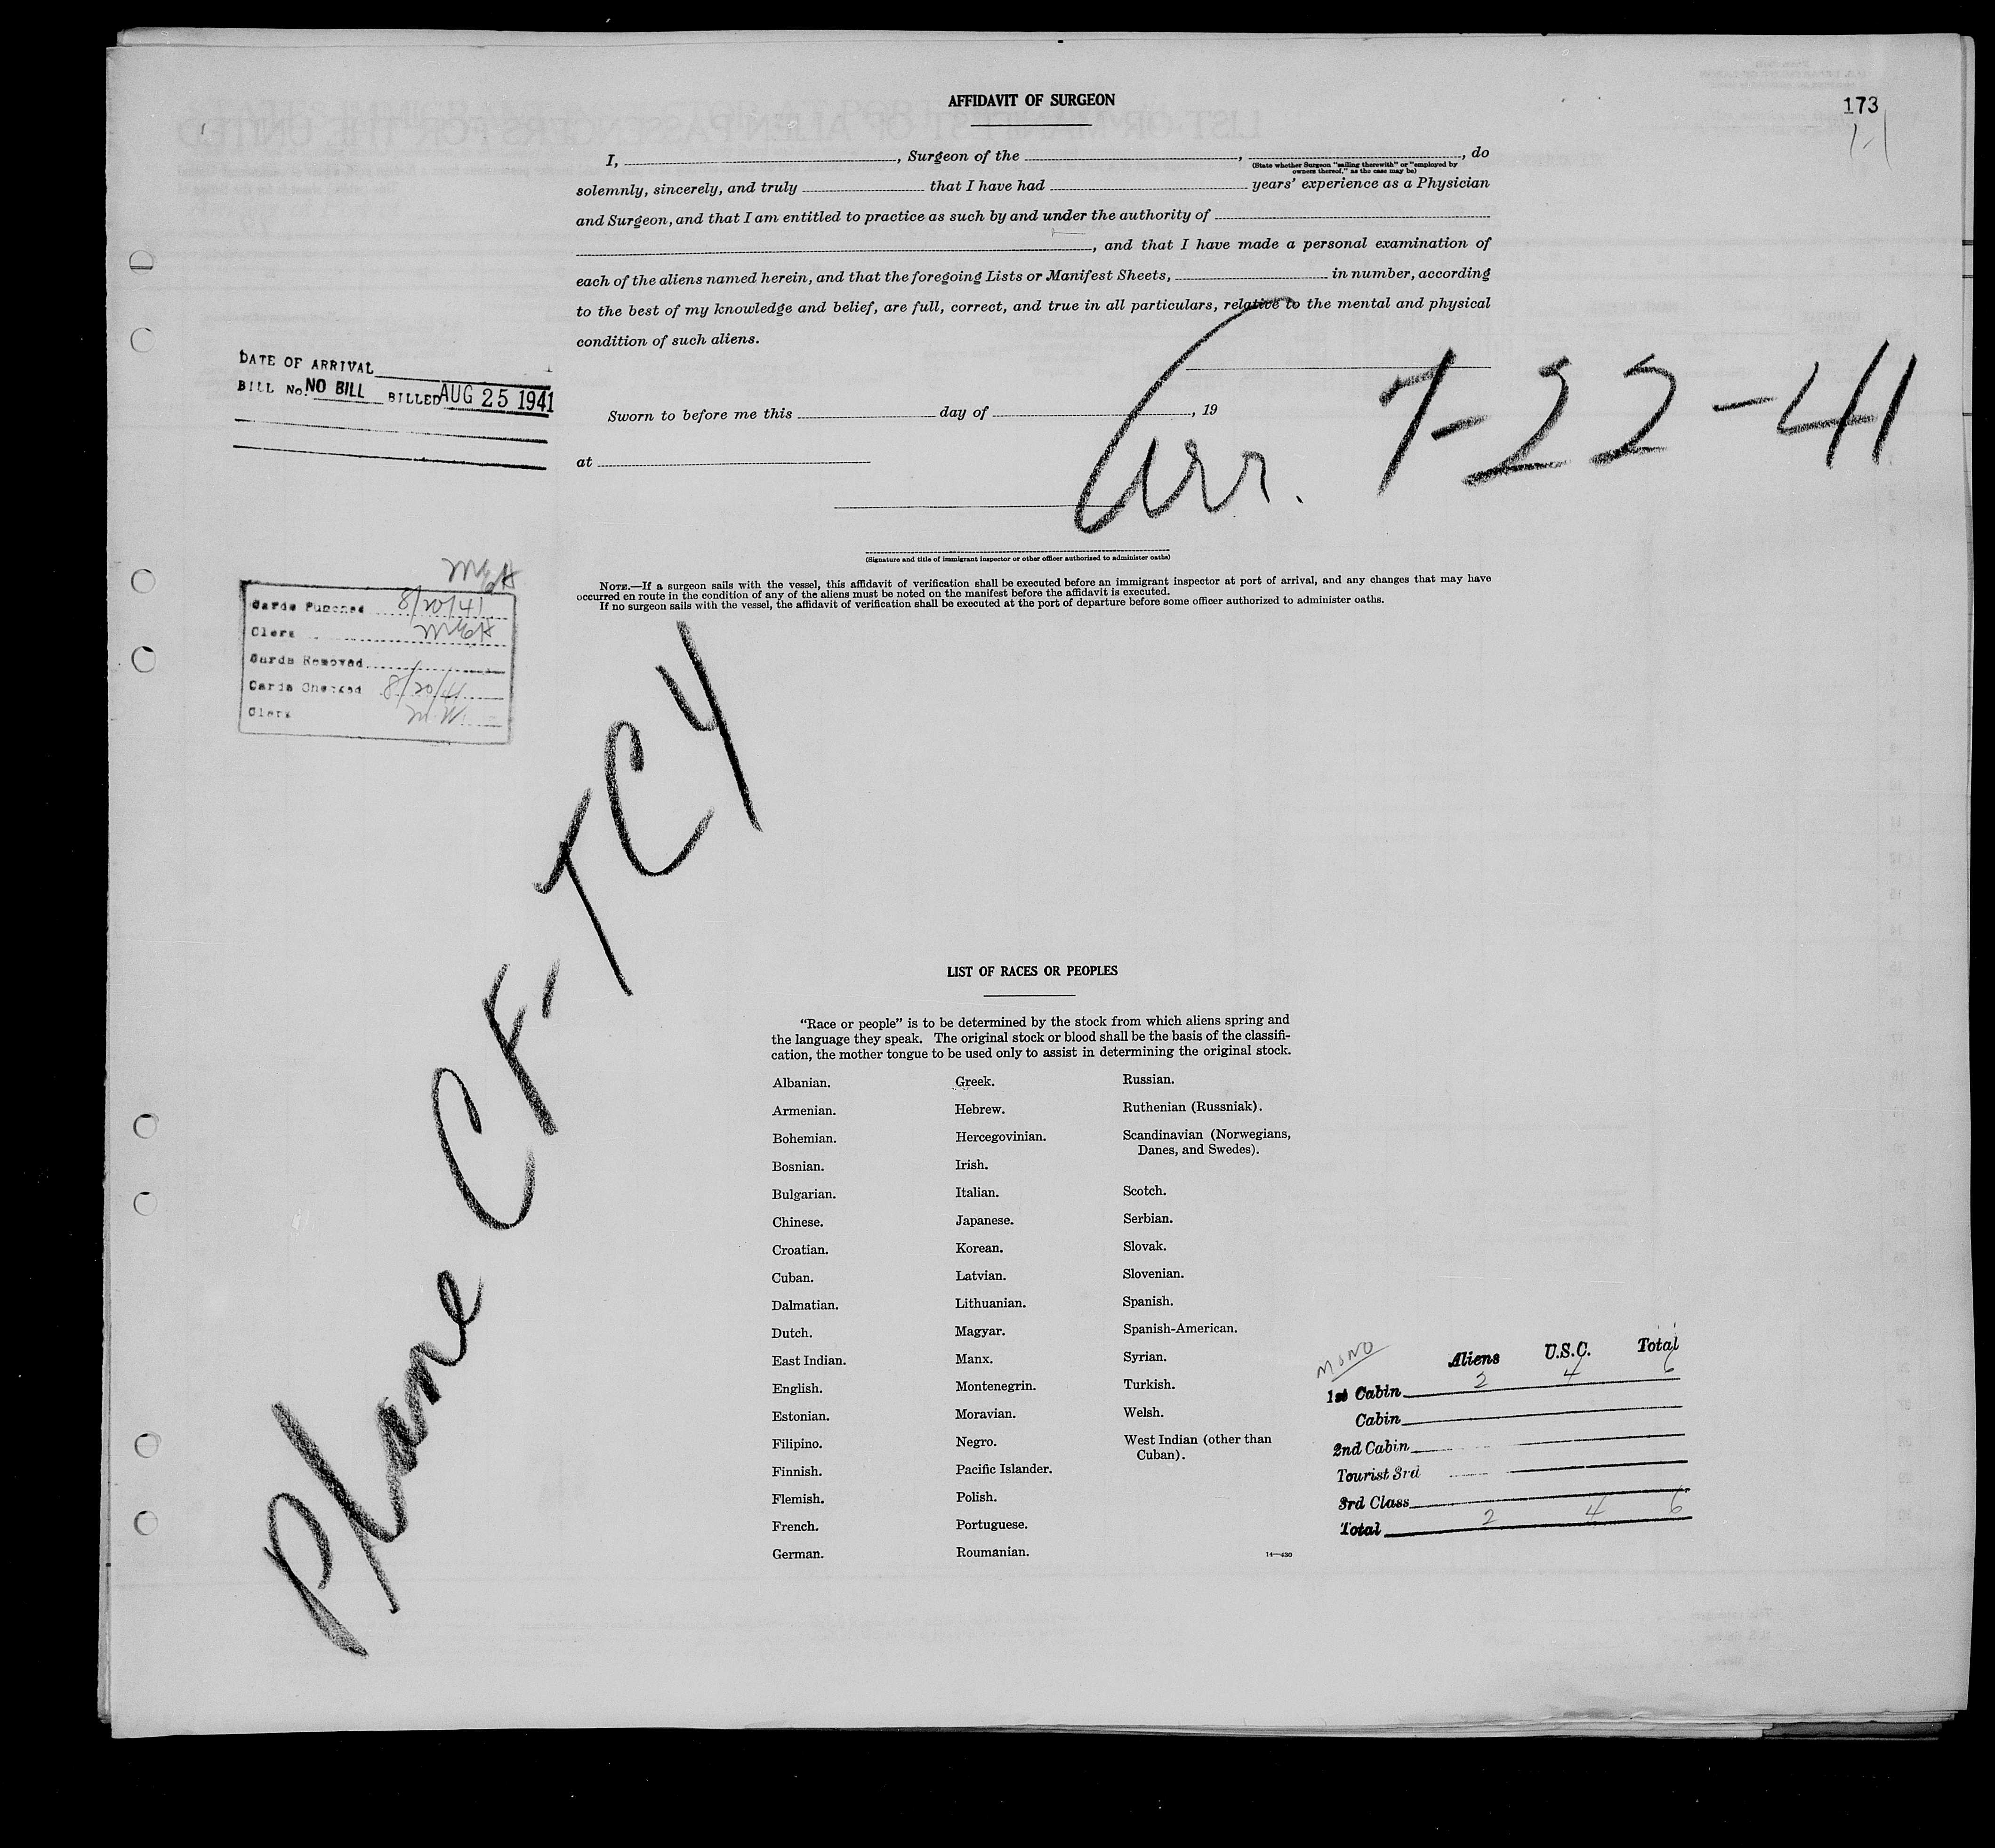 AFFIDAVIT OF SURGEON
173
1-1
I, , Surgeon of the , , do
(State whether Surgeon "sailing therewith" or "employed by
owners thereof," as the case may be)
solemnly, sincerely, and truly that I have had years' experience as a Physician
and Surgeon, and that I am entitled to practice as such by and under the authority of
, and that I have made a personal examination of
each of the aliens named herein, and that the foregoing Lists or Manifest Sheets, in number, according
to the best of my knowledge and belief, are full, correct, and true in all particulars, relative to the mental and physical
condition of such aliens.
DATE OF ARRIVAL
BILL No. NO BILL BILLED AUG 25 1941
Arr. 7-22-41
Sworn to before me this day of , 19
at
(Signature and title of immigrant inspector or other officer authorized to administer oaths)
NOTE.—If a surgeon sails with the vessel, this affidavit of verification shall be executed before an immigrant inspector at port of arrival, and any changes that may have
occurred en route in the condition of any of the aliens must be noted on the manifest before the affidavit is executed.
If no surgeon sails with the vessel, the affidavit of verification shall be executed at the port of departure before some officer authorized to administer oaths.
Cards Punched 8/20/41
Clerk
Cards Removed
Cards Checked 8/20/41
Clerk M.W.
Plane CF-TCY
LIST OF RACES OR PEOPLES
"Race or people" is to be determined by the stock from which aliens spring and
the language they speak. The original stock or blood shall be the basis of the classifi-
cation, the mother tongue to be used only to assist in determining the original stock.
Albanian.
Armenian.
Bohemian.
Bosnian.
Bulgarian.
Chinese.
Croatian.
Cuban.
Dalmatian.
Dutch.
East Indian.
English.
Estonian.
Filipino.
Finnish.
Flemish.
French.
German.
Greek.
Hebrew.
Hercegovinian.
Irish.
Italian.
Japanese.
Korean.
Latvian.
Lithuanian.
Magyar.
Manx.
Montenegrin.
Moravian.
Negro.
Pacific Islander.
Polish.
Portuguese.
Roumanian.
Russian.
Ruthenian (Russniak).
Scandinavian (Norwegians,
Danes, and Swedes).
Scotch.
Serbian.
Slovak.
Slovenian.
Spanish.
Spanish-American.
Syrian.
Turkish.
Welsh.
West Indian (other than
Cuban).
14—430
MONO
Aliens U.S.C. Total
1st Cabin 2 4 6
Cabin
2nd Cabin
Tourist 3rd
3rd Class
Total 2 4 6